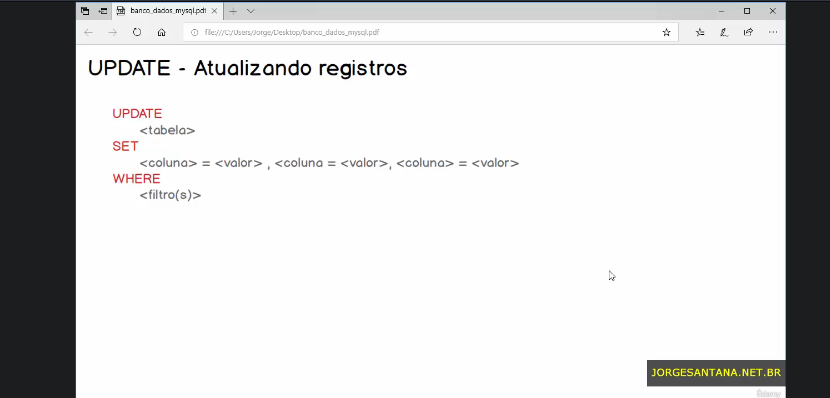 banco_dados_mysql.pdf
file:///C:/Users/Jorge/Desktop/banco_dados_mysql.pdf
UPDATE - Atualizando registros
UPDATE
<tabela>
SET
<coluna> = <valor> , <coluna = <valor>, <coluna> = <valor>
WHERE
<filtro(s)>
JORGESANTANA.NET.BR
Udemy